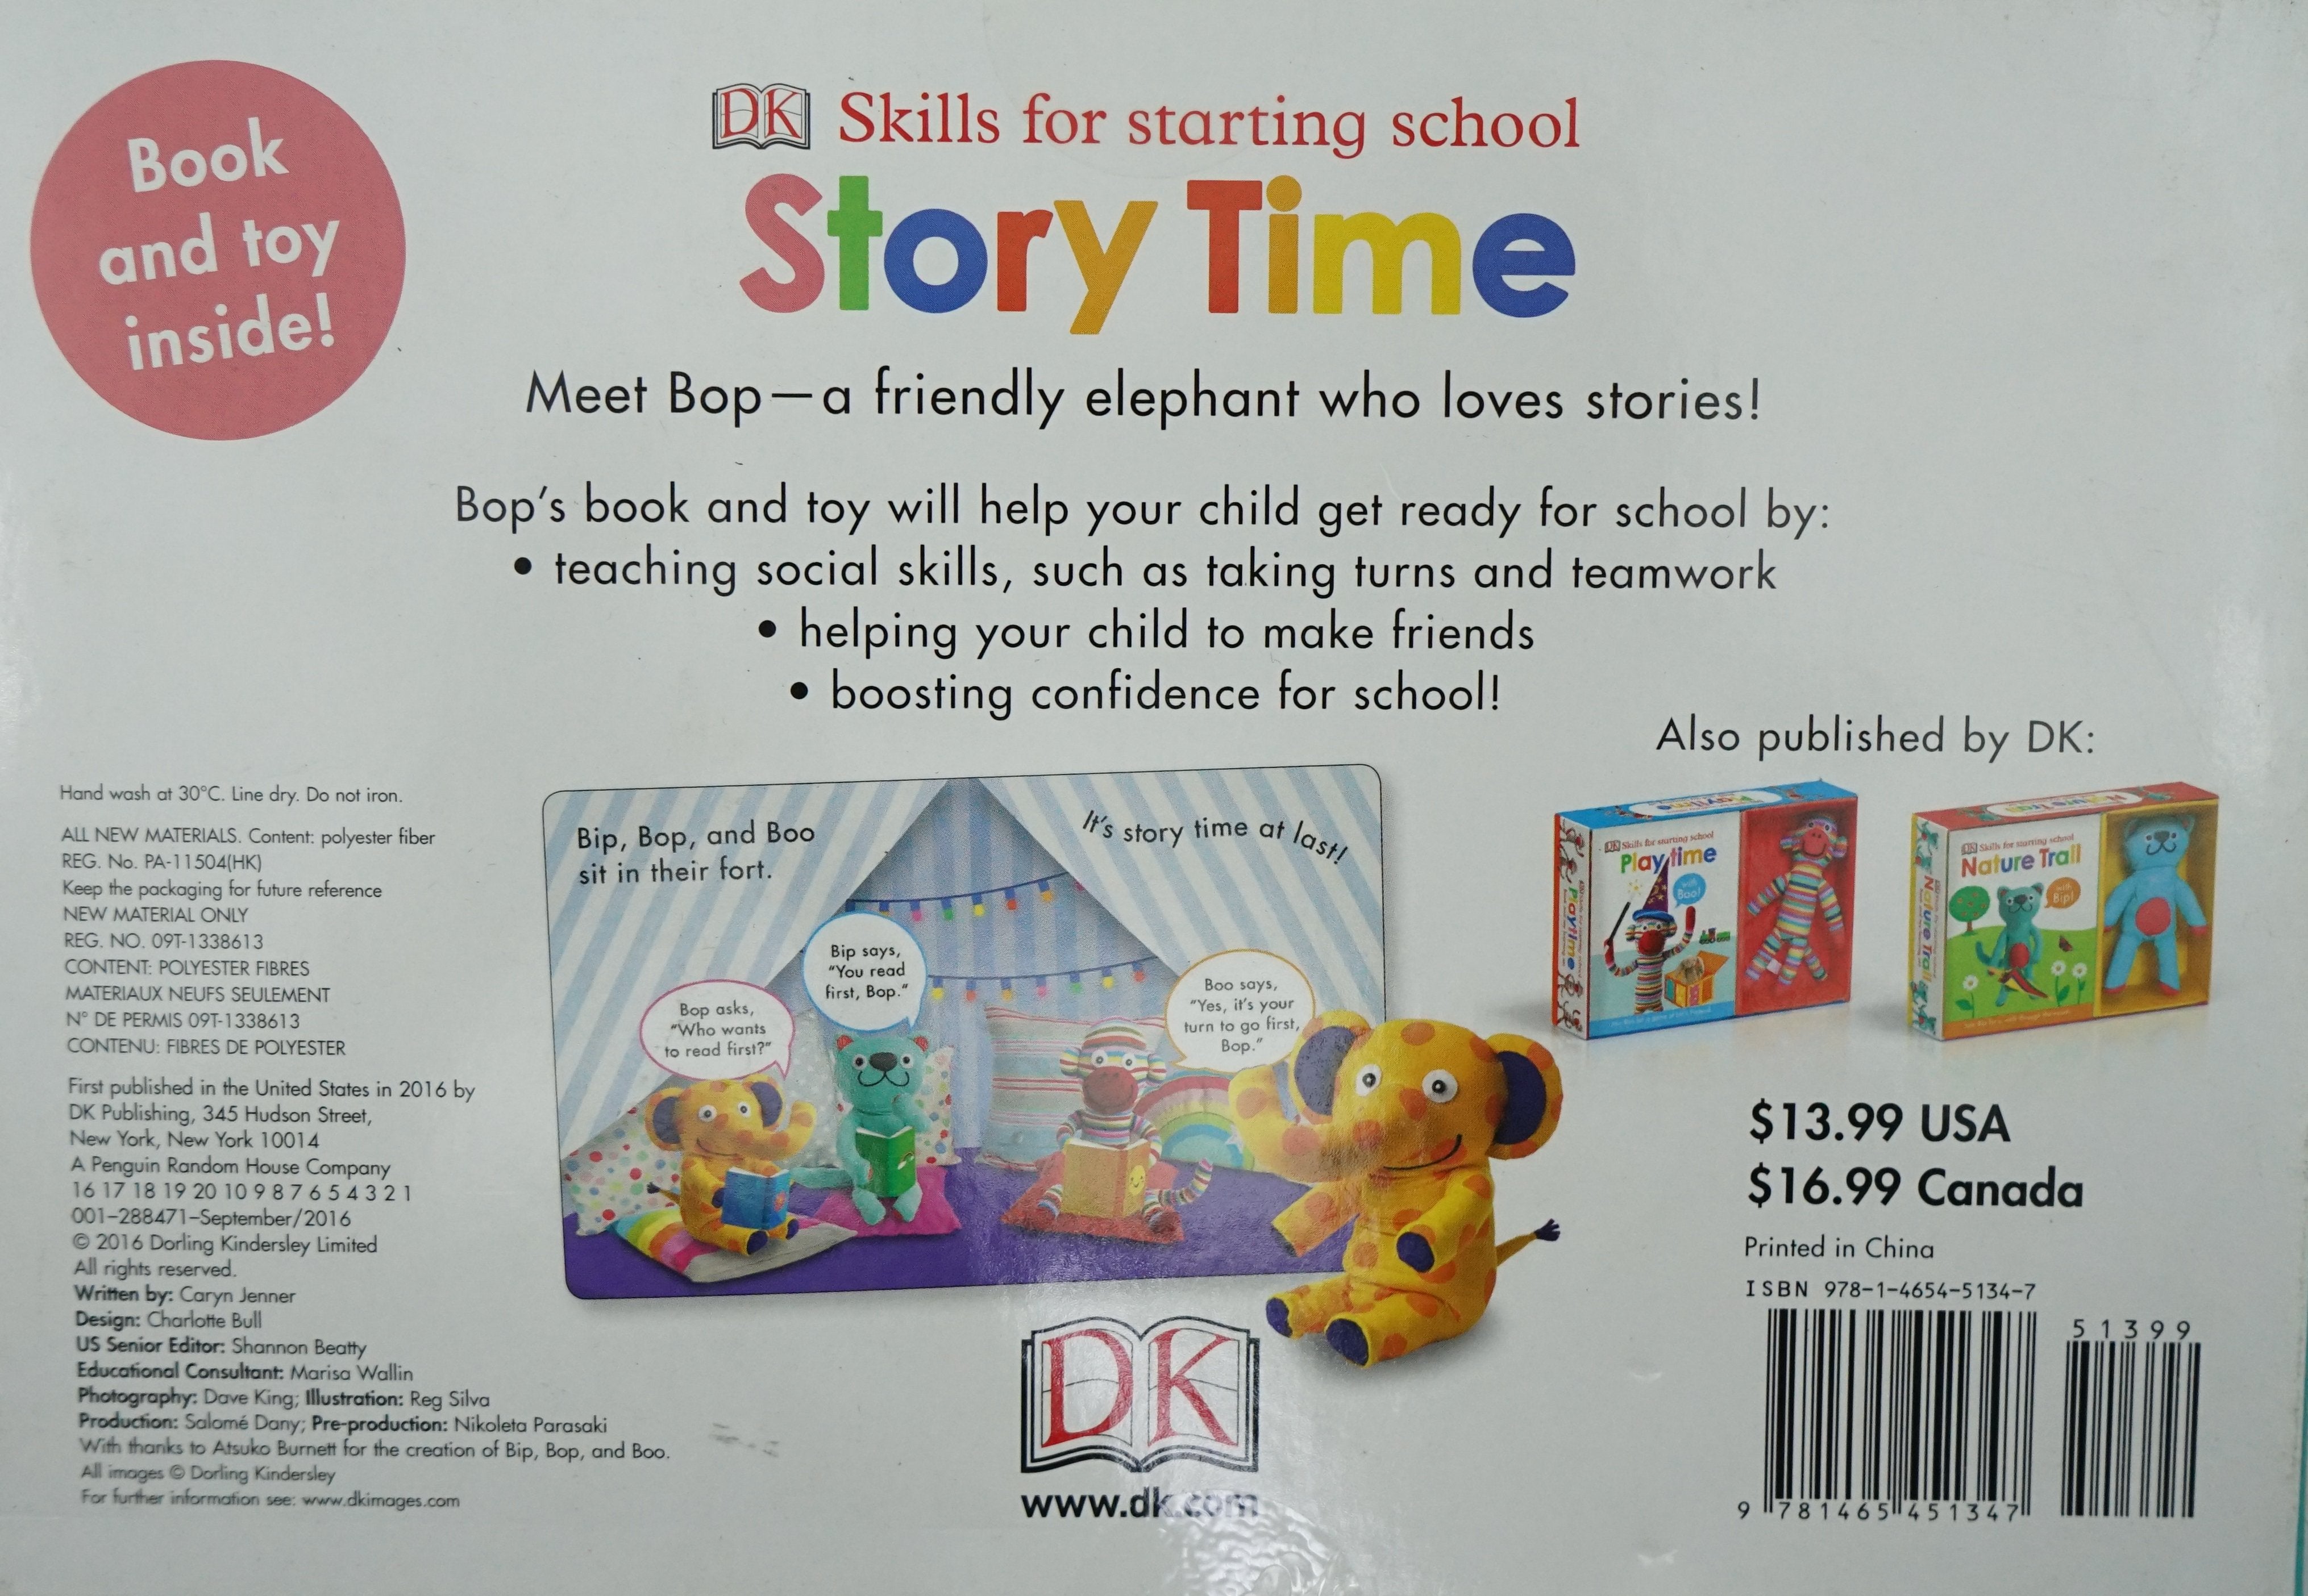 Book
and toy
inside!
DK Skills for starting school
Story Time
Meet Bop—a friendly elephant who loves stories!
Bop's book and toy will help your child get ready for school by:
• teaching social skills, such as taking turns and teamwork
• helping your child to make friends
• boosting confidence for school!
Also published by DK:
Hand wash at 30°C. Line dry. Do not iron.
ALL NEW MATERIALS. Content: polyester fiber
REG. No. PA-11504(HK)
Keep the packaging for future reference
NEW MATERIAL ONLY
REG. NO. 09T-1338613
CONTENT: POLYESTER FIBRES
MATERIAUX NEUFS SEULEMENT
N° DE PERMIS 09T-1338613
CONTENU: FIBRES DE POLYESTER
First published in the United States in 2016 by
DK Publishing, 345 Hudson Street,
New York, New York 10014
A Penguin Random House Company
16 17 18 19 20 10 9 8 7 6 5 4 3 2 1
001–288471–September/2016
© 2016 Dorling Kindersley Limited
All rights reserved.
Written by: Caryn Jenner
Design: Charlotte Bull
US Senior Editor: Shannon Beatty
Educational Consultant: Marisa Wallin
Photography: Dave King; Illustration: Reg Silva
Production: Salomé Dany; Pre-production: Nikoleta Parasaki
With thanks to Atsuko Burnett for the creation of Bip, Bop, and Boo.
All images © Dorling Kindersley
For further information see: www.dkimages.com
Bip, Bop, and Boo
sit in their fort.
It's story time at last!
Bop asks,
"Who wants
to read first?"
Bip says,
"You read
first, Bop."
Boo says,
"Yes, it's your
turn to go first,
Bop."
Playtime
DK Skills for starting school
Playtime
with
Boo!
Playtime
Nature Trail
DK Skills for starting school
Nature Trail
with
Bip!
Nature Trail
$13.99 USA
$16.99 Canada
Printed in China
ISBN 978-1-4654-5134-7
51399
9 781465 451347
DK
www.dk.com